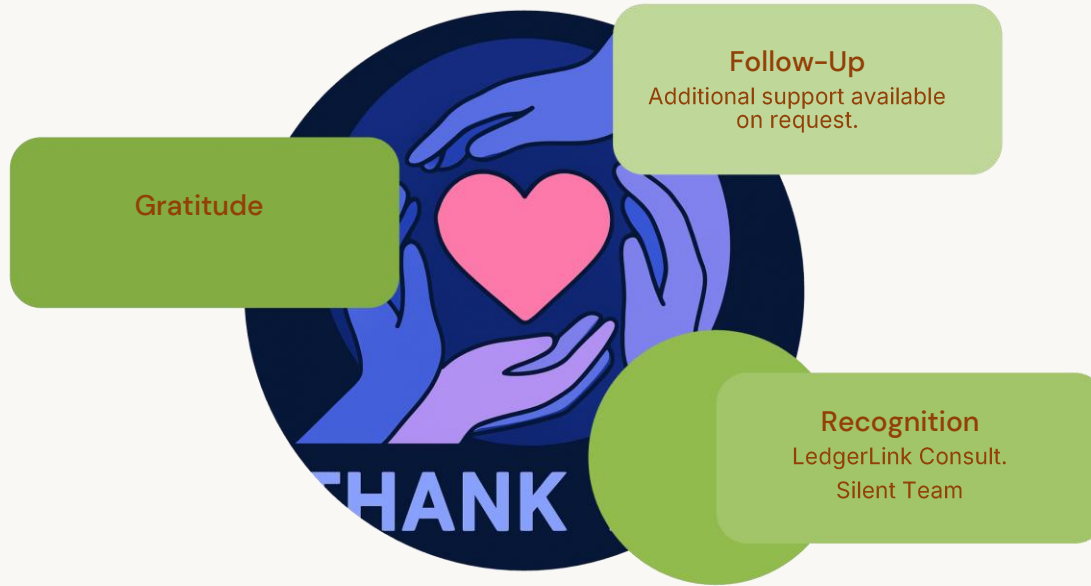 Follow-Up
Additional support available
on request.
Gratitude
Recognition
LedgerLink Consult.
Silent Team
THANK